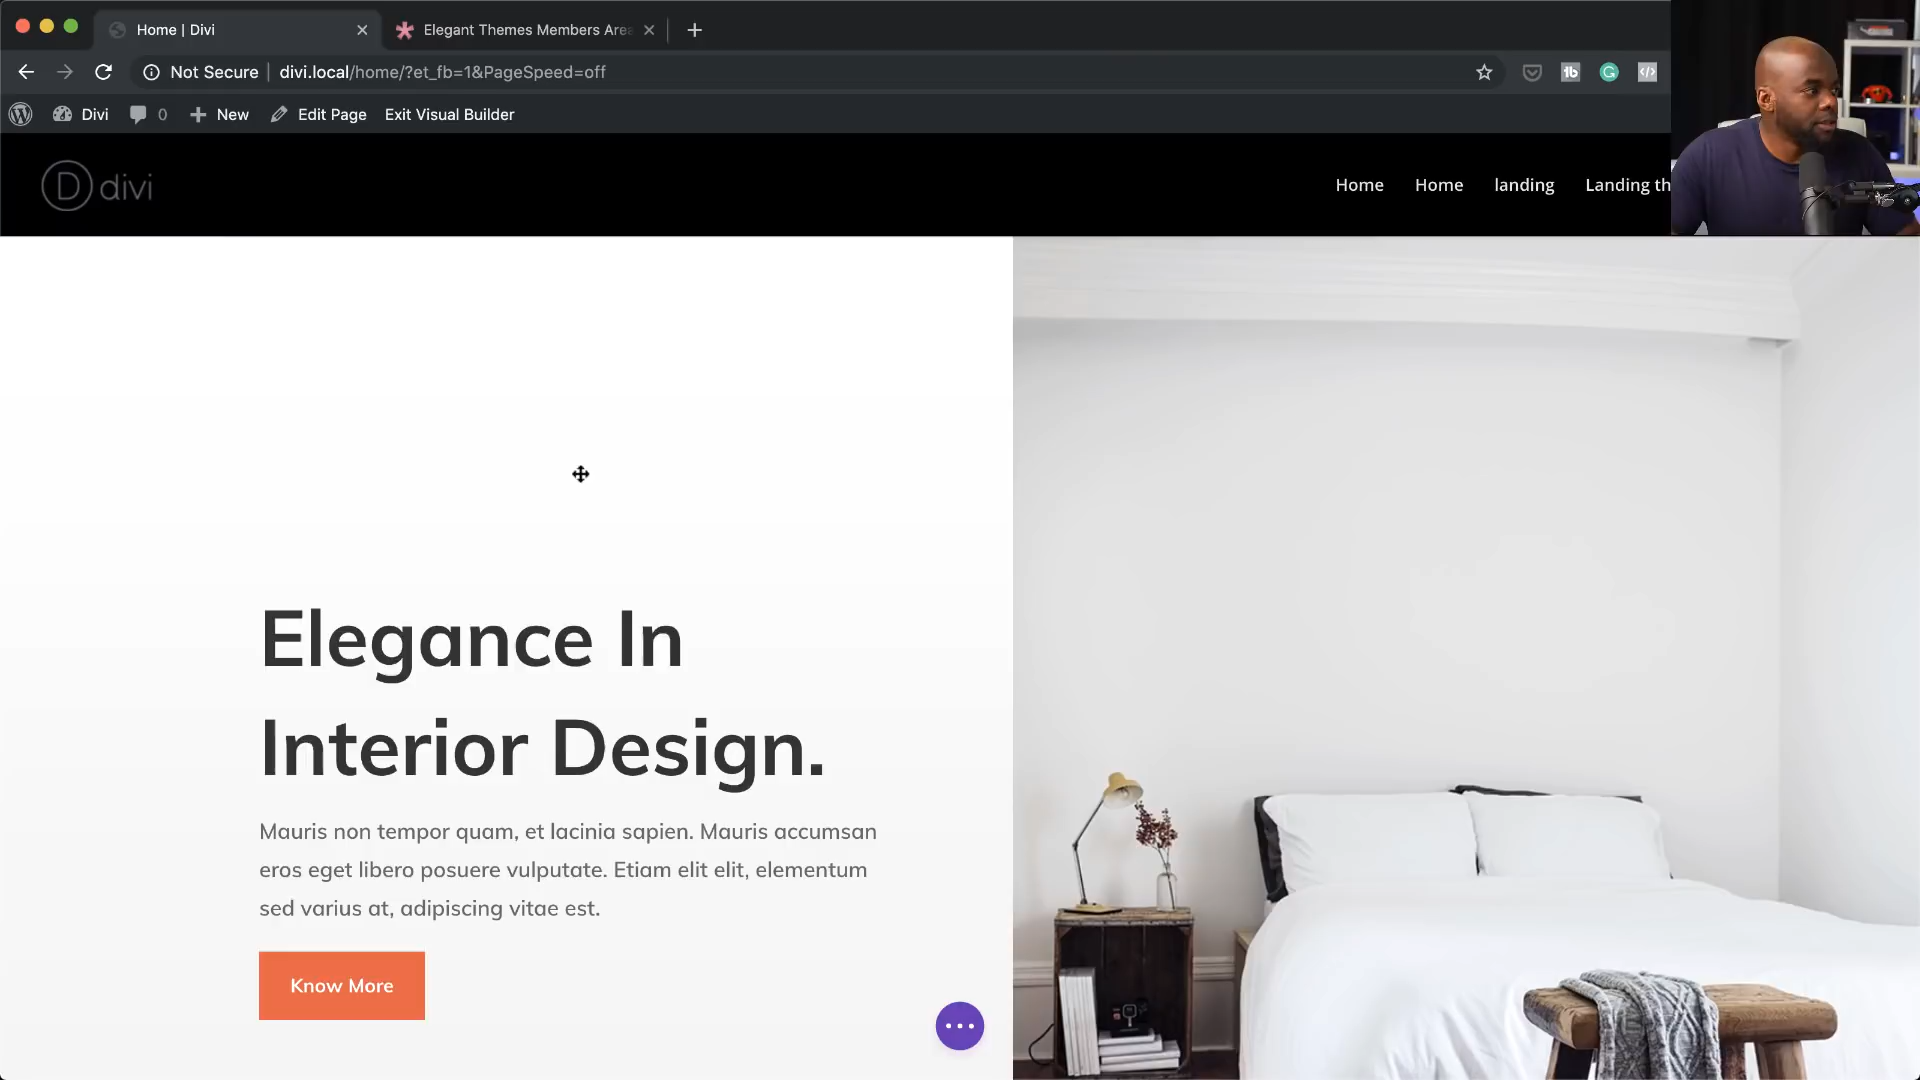 Home | Divi
Elegant Themes Members Area
Not Secure
divi.local/home/?et_fb=1&PageSpeed=off
tb
G
</>
Divi
0
New
Edit Page
Exit Visual Builder
D divi
Home
Home
landing
Landing th
Elegance In
Interior Design.
Mauris non tempor quam, et lacinia sapien. Mauris accumsan
eros eget libero posuere vulputate. Etiam elit elit, elementum
sed varius at, adipiscing vitae est.
Know More